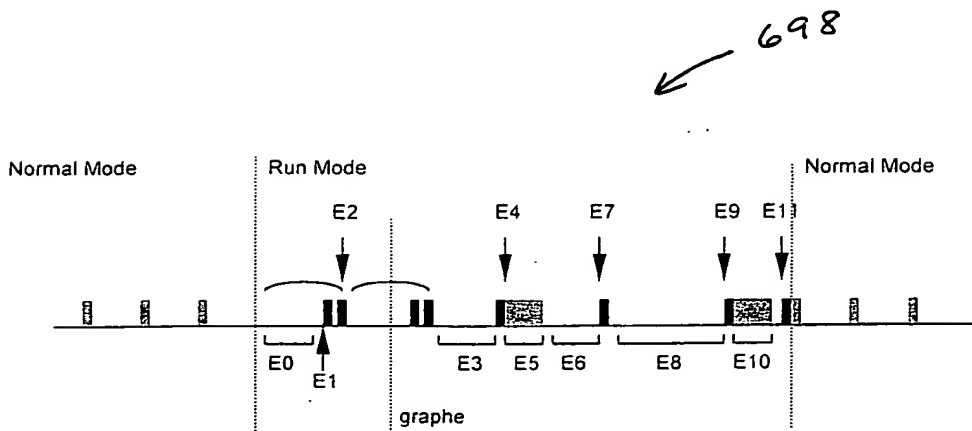 698
Normal Mode
Run Mode
Normal Mode
E2
E4
E7
E9
E11
E0
E1
E3
E5
E6
E8
E10
graphe